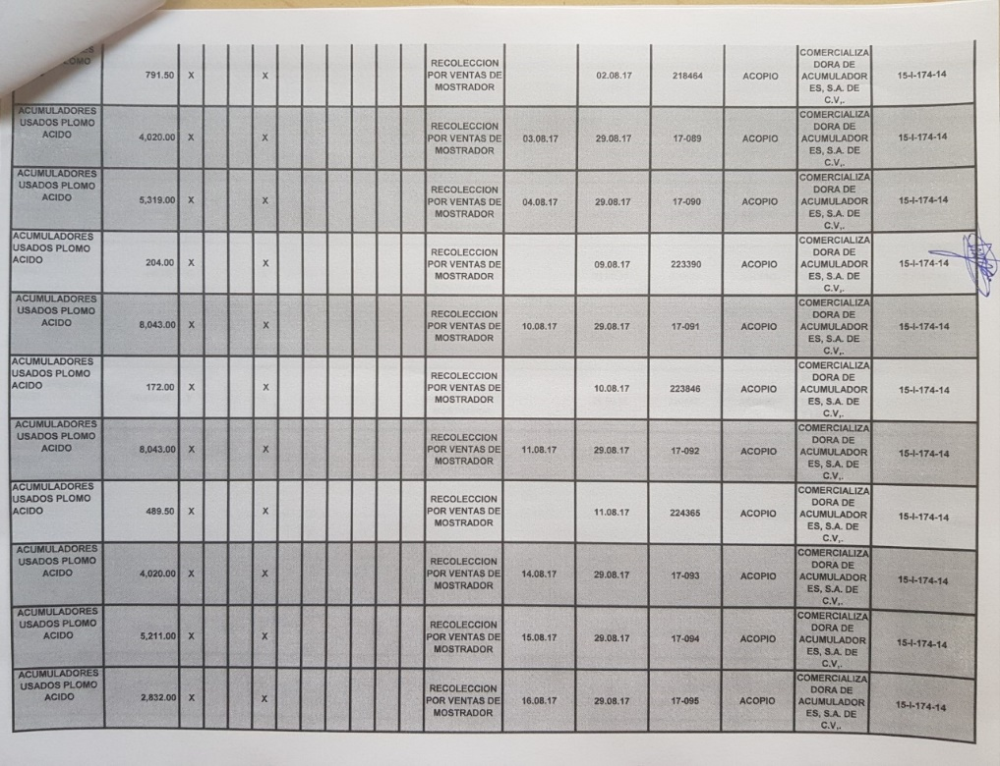 791.50 X X RECOLECCION POR VENTAS DE MOSTRADOR 02.08.17 218464 ACOPIO COMERCIALIZA DORA DE ACUMULADOR ES, S.A. DE C.V,. 15-I-174-14
ACUMULADORES USADOS PLOMO ACIDO 4,020.00 X X RECOLECCION POR VENTAS DE MOSTRADOR 03.08.17 29.08.17 17-089 ACOPIO COMERCIALIZA DORA DE ACUMULADOR ES, S.A. DE C.V,. 15-I-174-14
ACUMULADORES USADOS PLOMO ACIDO 5,319.00 X X RECOLECCION POR VENTAS DE MOSTRADOR 04.08.17 29.08.17 17-090 ACOPIO COMERCIALIZA DORA DE ACUMULADOR ES, S.A. DE C.V,. 15-I-174-14
ACUMULADORES USADOS PLOMO ACIDO 204.00 X X RECOLECCION POR VENTAS DE MOSTRADOR 09.08.17 223390 ACOPIO COMERCIALIZA DORA DE ACUMULADOR ES, S.A. DE C.V,. 15-I-174-14
ACUMULADORES USADOS PLOMO ACIDO 8,043.00 X X RECOLECCION POR VENTAS DE MOSTRADOR 10.08.17 29.08.17 17-091 ACOPIO COMERCIALIZA DORA DE ACUMULADOR ES, S.A. DE C.V,. 15-I-174-14
ACUMULADORES USADOS PLOMO ACIDO 172.00 X X RECOLECCION POR VENTAS DE MOSTRADOR 10.08.17 223846 ACOPIO COMERCIALIZA DORA DE ACUMULADOR ES, S.A. DE C.V,. 15-I-174-14
ACUMULADORES USADOS PLOMO ACIDO 8,043.00 X X RECOLECCION POR VENTAS DE MOSTRADOR 11.08.17 29.08.17 17-092 ACOPIO COMERCIALIZA DORA DE ACUMULADOR ES, S.A. DE C.V,. 15-I-174-14
ACUMULADORES USADOS PLOMO ACIDO 489.50 X X RECOLECCION POR VENTAS DE MOSTRADOR 11.08.17 224365 ACOPIO COMERCIALIZA DORA DE ACUMULADOR ES, S.A. DE C.V,. 15-I-174-14
ACUMULADORES USADOS PLOMO ACIDO 4,020.00 X X RECOLECCION POR VENTAS DE MOSTRADOR 14.08.17 29.08.17 17-093 ACOPIO COMERCIALIZA DORA DE ACUMULADOR ES, S.A. DE C.V,. 15-I-174-14
ACUMULADORES USADOS PLOMO ACIDO 5,211.00 X X RECOLECCION POR VENTAS DE MOSTRADOR 15.08.17 29.08.17 17-094 ACOPIO COMERCIALIZA DORA DE ACUMULADOR ES, S.A. DE C.V,. 15-I-174-14
ACUMULADORES USADOS PLOMO ACIDO 2,832.00 X X RECOLECCION POR VENTAS DE MOSTRADOR 16.08.17 29.08.17 17-095 ACOPIO COMERCIALIZA DORA DE ACUMULADOR ES, S.A. DE C.V,. 15-I-174-14